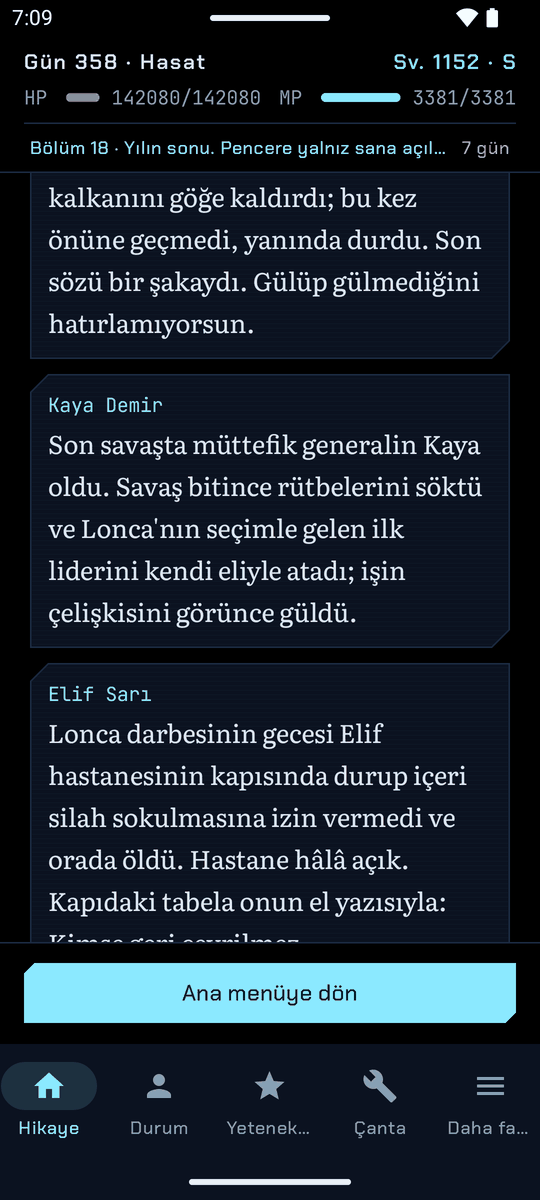 7:09
Gün 358 · Hasat
Sv. 1152 · S
HP 142080/142080 MP 3381/3381
Bölüm 18 · Yılın sonu. Pencere yalnız sana açıl… 7 gün
kalkanını göğe kaldırdı; bu kez
önüne geçmedi, yanında durdu. Son
sözü bir şakaydı. Gülüp gülmediğini
hatırlamıyorsun.
Kaya Demir
Son savaşta müttefik generalin Kaya
oldu. Savaş bitince rütbelerini söktü
ve Lonca'nın seçimle gelen ilk
liderini kendi eliyle atadı; işin
çelişkisini görünce güldü.
Elif Sarı
Lonca darbesinin gecesi Elif
hastanesinin kapısında durup içeri
silah sokulmasına izin vermedi ve
orada öldü. Hastane hâlâ açık.
Kapıdaki tabela onun el yazısıyla:
Ana menüye dön
Hikaye
Durum
Yetenek…
Çanta
Daha fa…